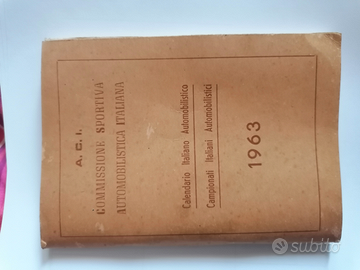 A. C. I.
COMMISSIONE SPORTIVA
AUTOMOBILISTICA ITALIANA
Calendario Italiano Automobilistico
Campionati Italiani Automobilistici
1963
subito